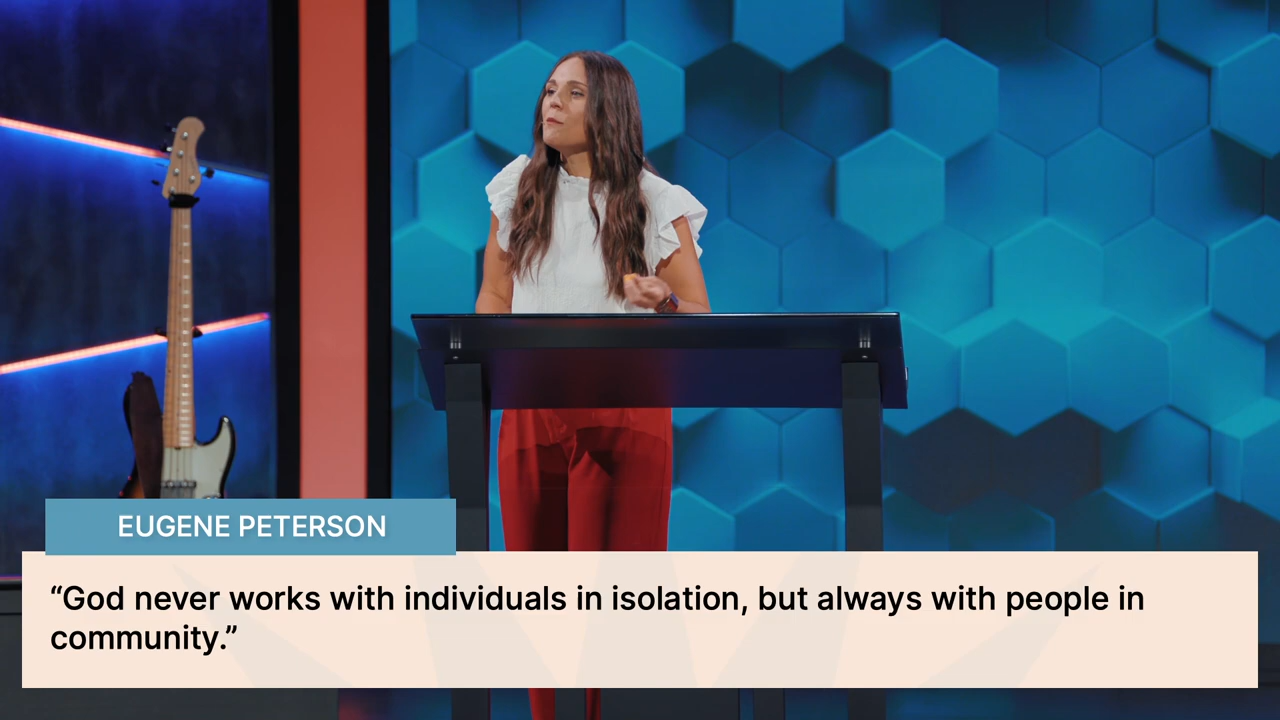 EUGENE PETERSON
“God never works with individuals in isolation, but always with people in
community.”